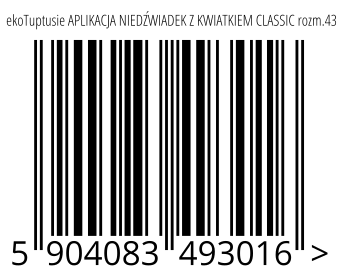 ekoTuptusie APLIKACJA NIEDŹWIADEK Z KWIATKIEM CLASSIC rozm.43
5 904083 493016 >